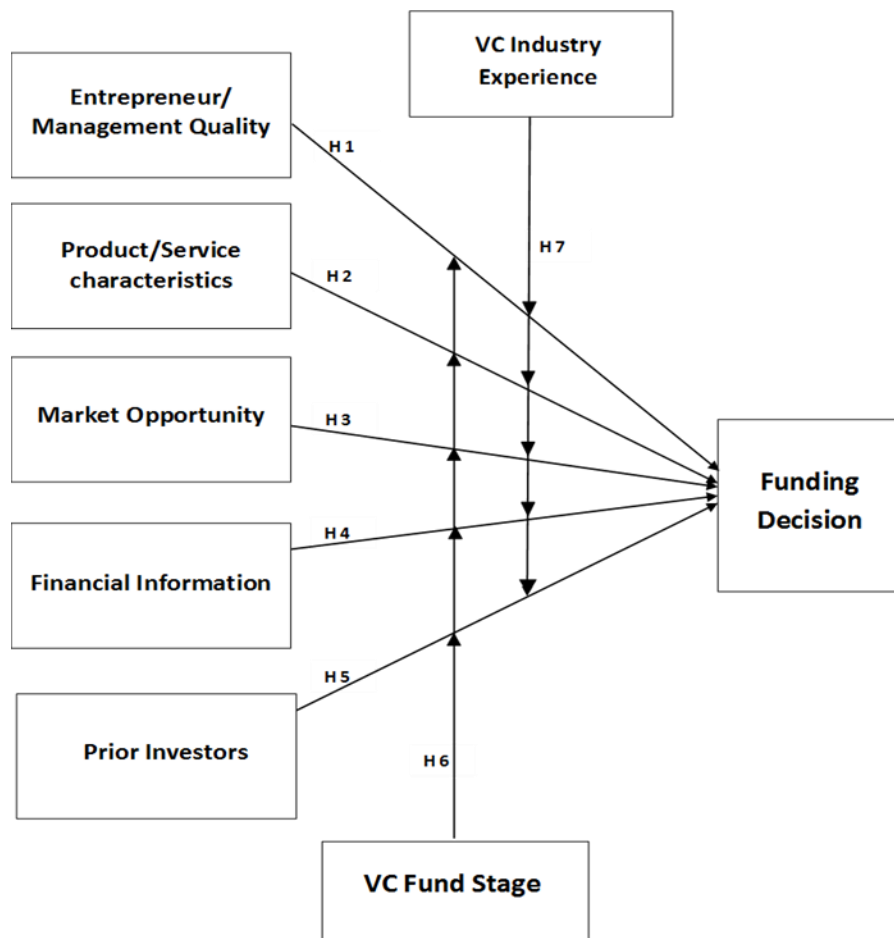 VC Industry
Experience
Entrepreneur/
Management Quality
H 1
Product/Service
characteristics
H 2
H 7
Market Opportunity
H 3
Funding
Decision
Financial Information
H 4
H 5
Prior Investors
H 6
VC Fund Stage